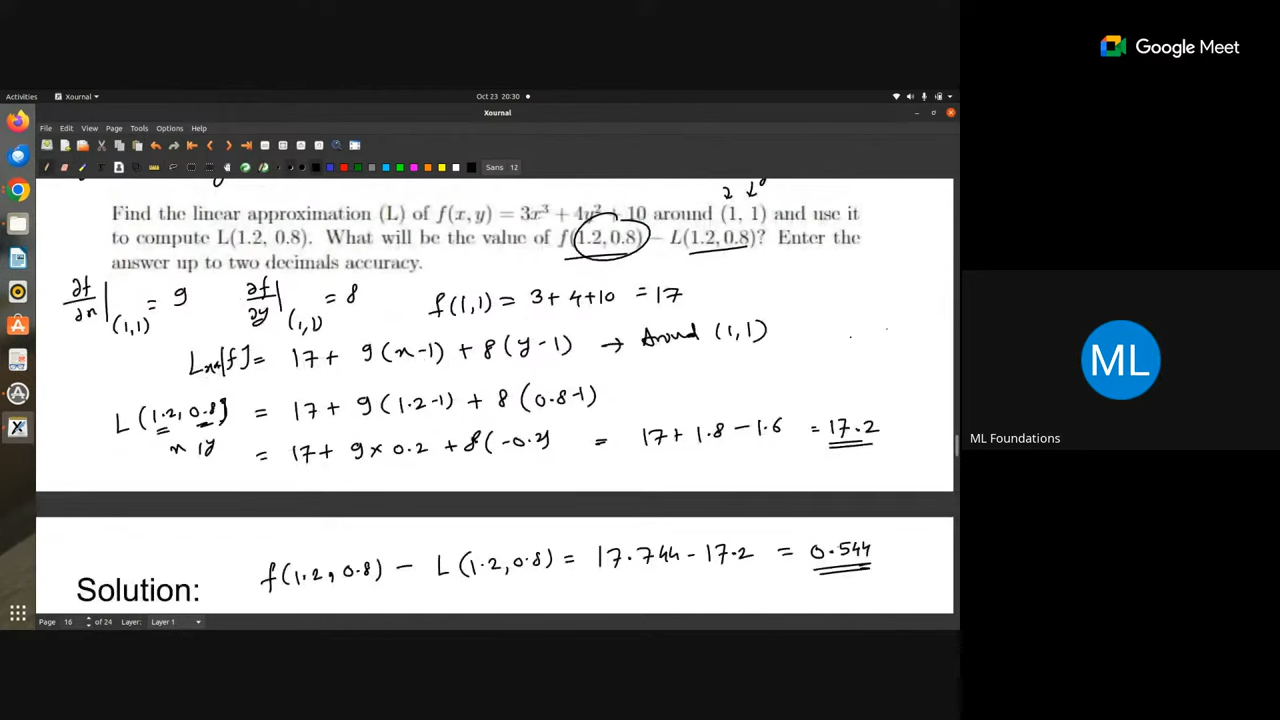 Google Meet
Activities Xournal Oct 23 20:30
Xournal
File Edit View Page Tools Options Help
Sans 12
Find the linear approximation (L) of f(x, y) = 3x³ + 4y² + 10 around (1, 1) and use it
to compute L(1.2, 0.8). What will be the value of f(1.2, 0.8) − L(1.2, 0.8)? Enter the
answer up to two decimals accuracy.
∂f/∂x |(1,1) = 9 ∂f/∂y |(1,1) = 8 f(1,1) = 3+4+10 = 17
[f] = 17 + 9(x-1) + 8(y-1) → Around (1,1)
L(1.2, 0.8) = 17 + 9(1.2-1) + 8(0.8-1)
x , y
= 17 + 9 × 0.2 + 8(-0.2) = 17 + 1.8 - 1.6 = 17.2
f(1.2, 0.8) - L(1.2, 0.8) = 17.744 - 17.2 = 0.544
Solution:
Page 16 of 24 Layer: Layer 1
ML
ML Foundations